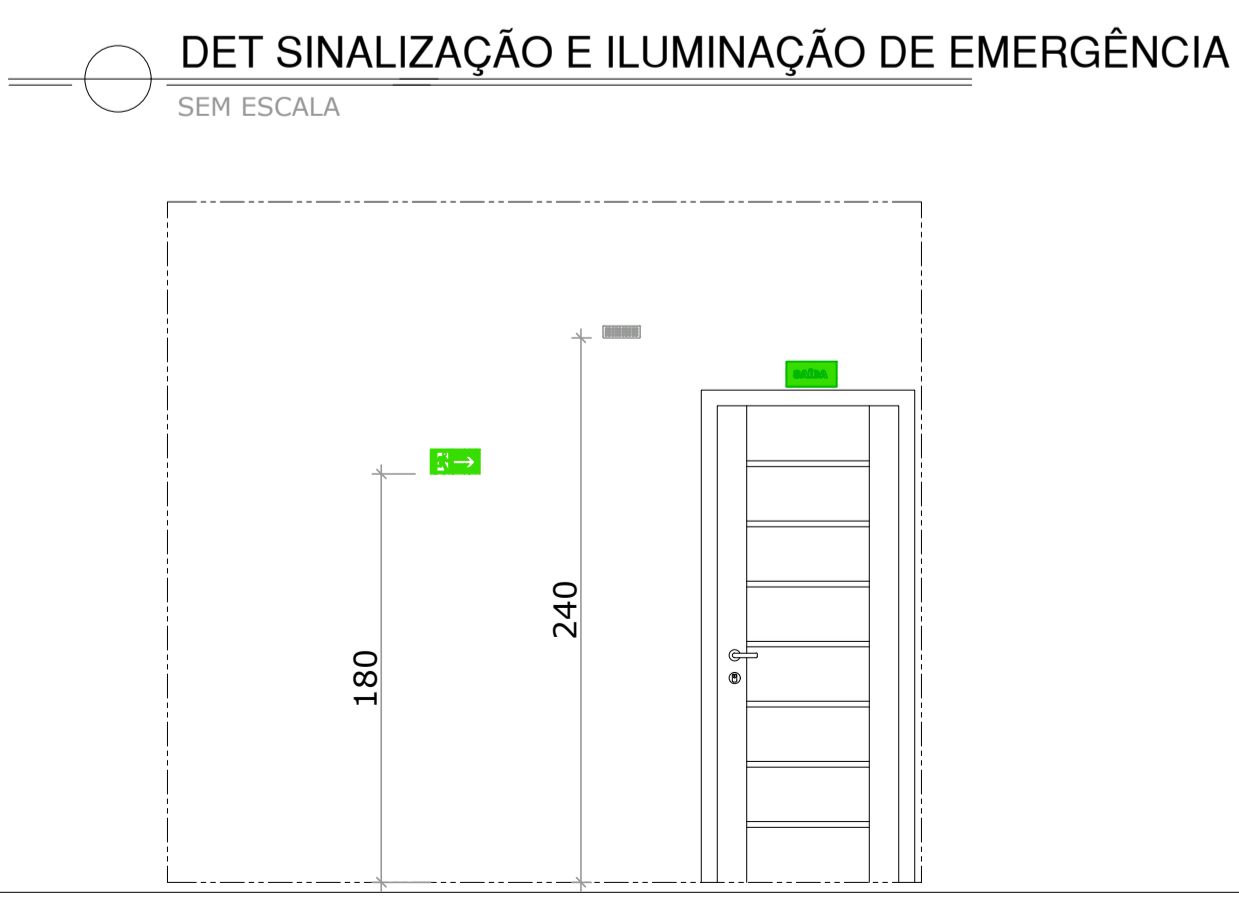 DET SINALIZAÇÃO E ILUMINAÇÃO DE EMERGÊNCIA
SEM ESCALA
SAÍDA
240
180